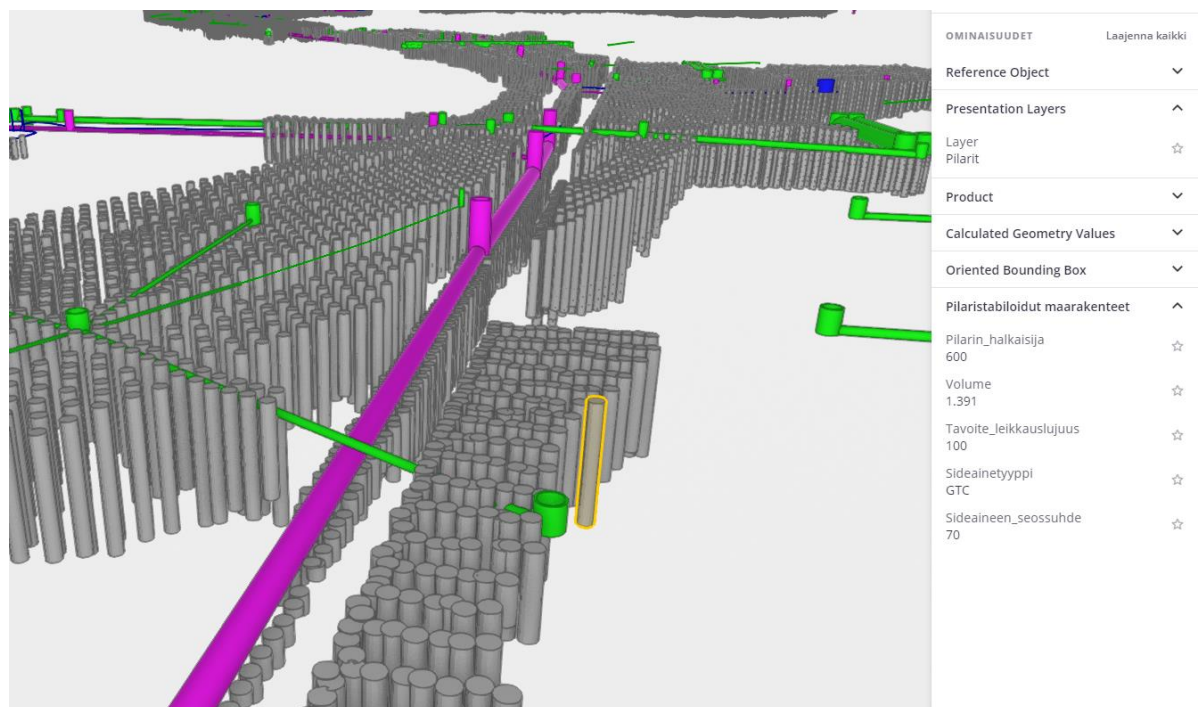 OMINAISUUDET Laajenna kaikki
Reference Object
Presentation Layers
Layer
Pilarit
Product
Calculated Geometry Values
Oriented Bounding Box
Pilaristabiloidut maarakenteet
Pilarin_halkaisija
600
Volume
1.391
Tavoite_leikkauslujuus
100
Sideainetyyppi
GTC
Sideaineen_seossuhde
70